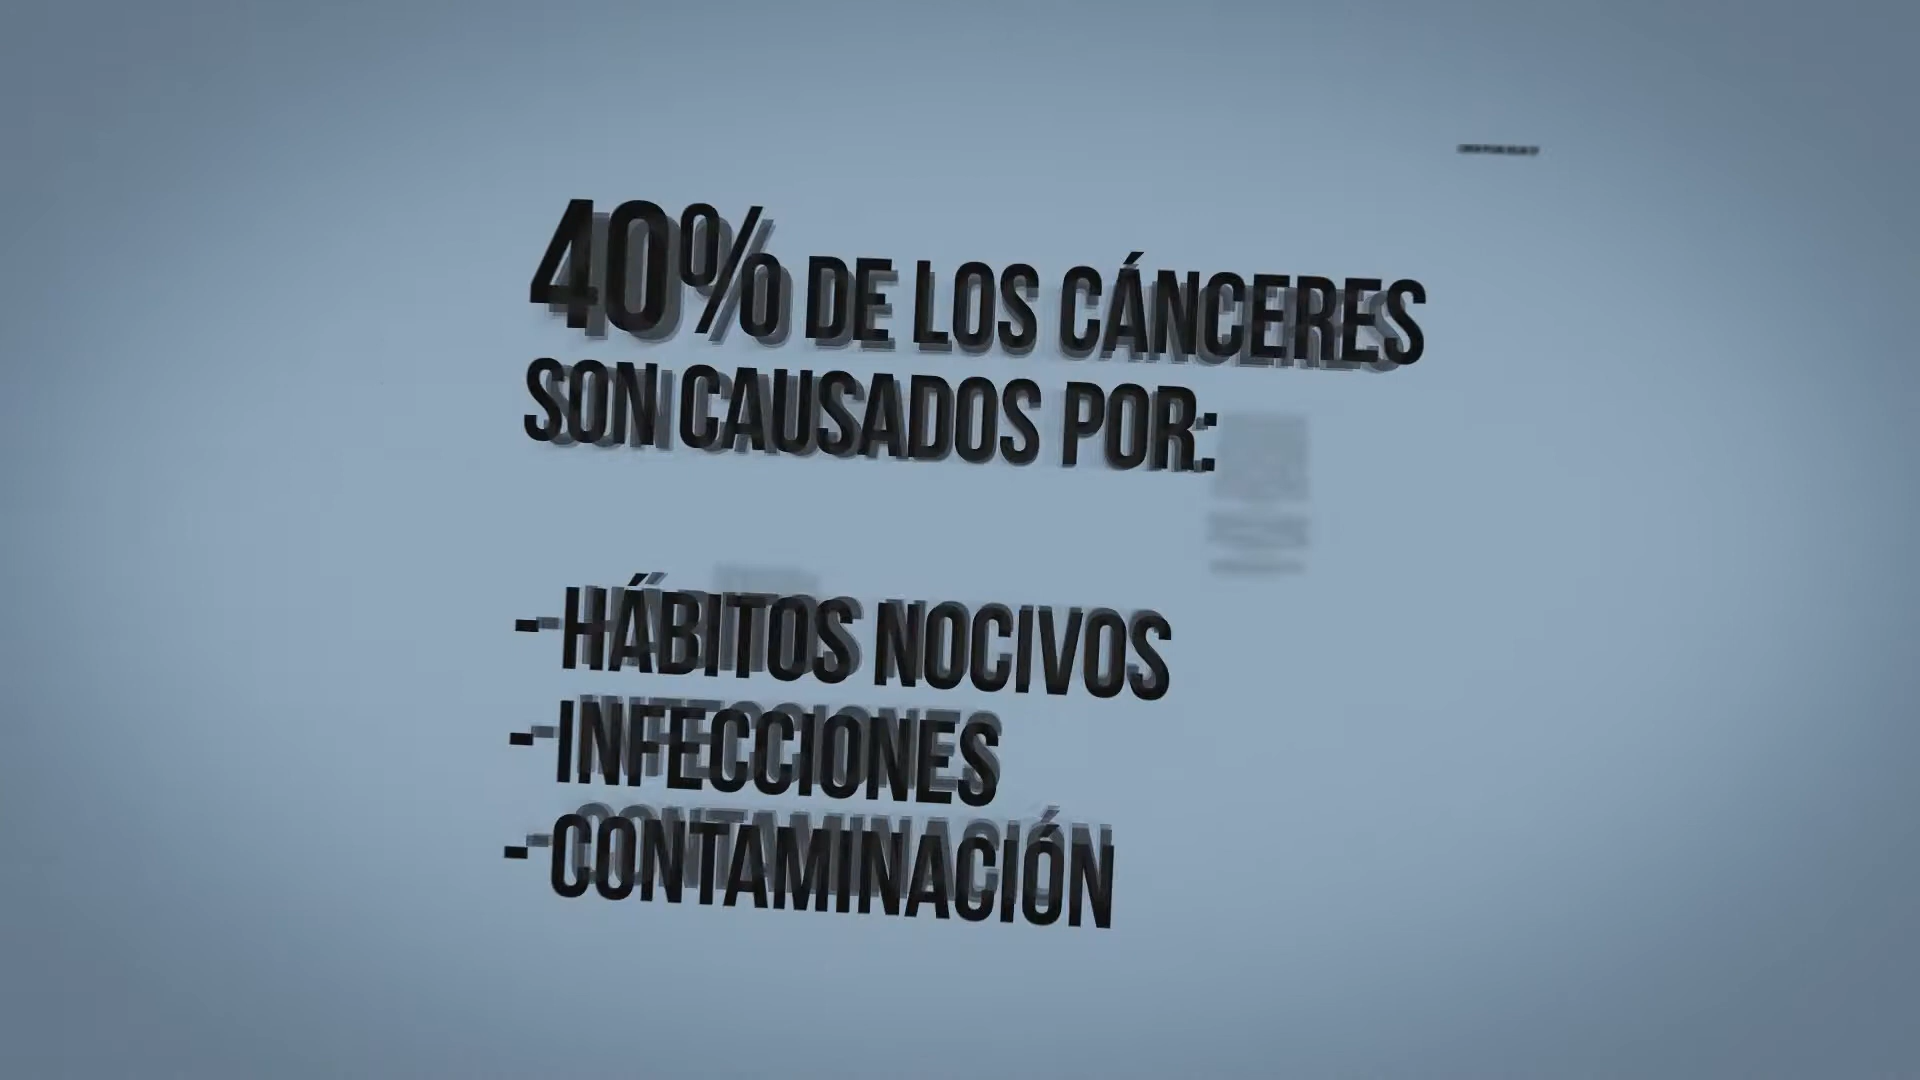 40% DE LOS CÁNCERES
SON CAUSADOS POR:
- HÁBITOS NOCIVOS
- INFECCIONES
- CONTAMINACIÓN